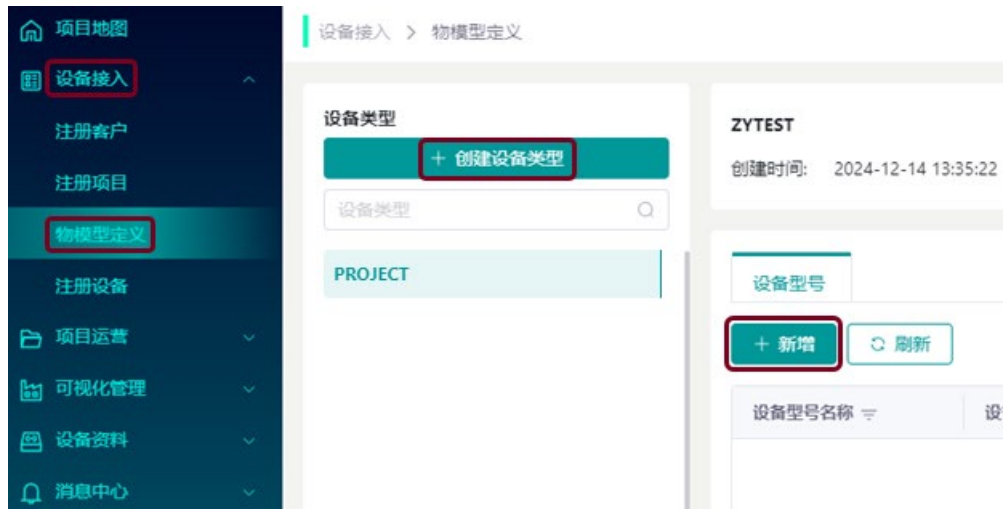 项目地图
设备接入
注册客户
注册项目
物模型定义
注册设备
项目运营
可视化管理
设备资料
消息中心
设备接入 > 物模型定义
设备类型
+ 创建设备类型
设备类型
PROJECT
ZYTEST
创建时间: 2024-12-14 13:35:22
设备型号
+ 新增 刷新
设备型号名称 设